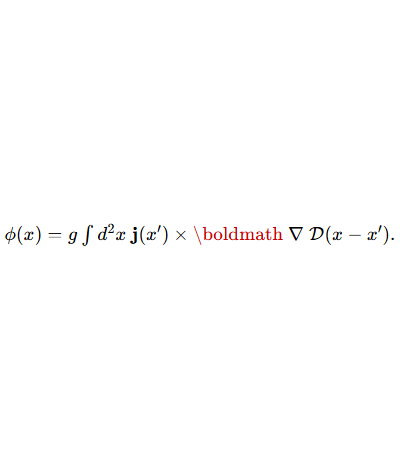 ϕ(x) = g ∫ d²x 𝐣(x′) × \boldmath ∇ 𝒟(x − x′).